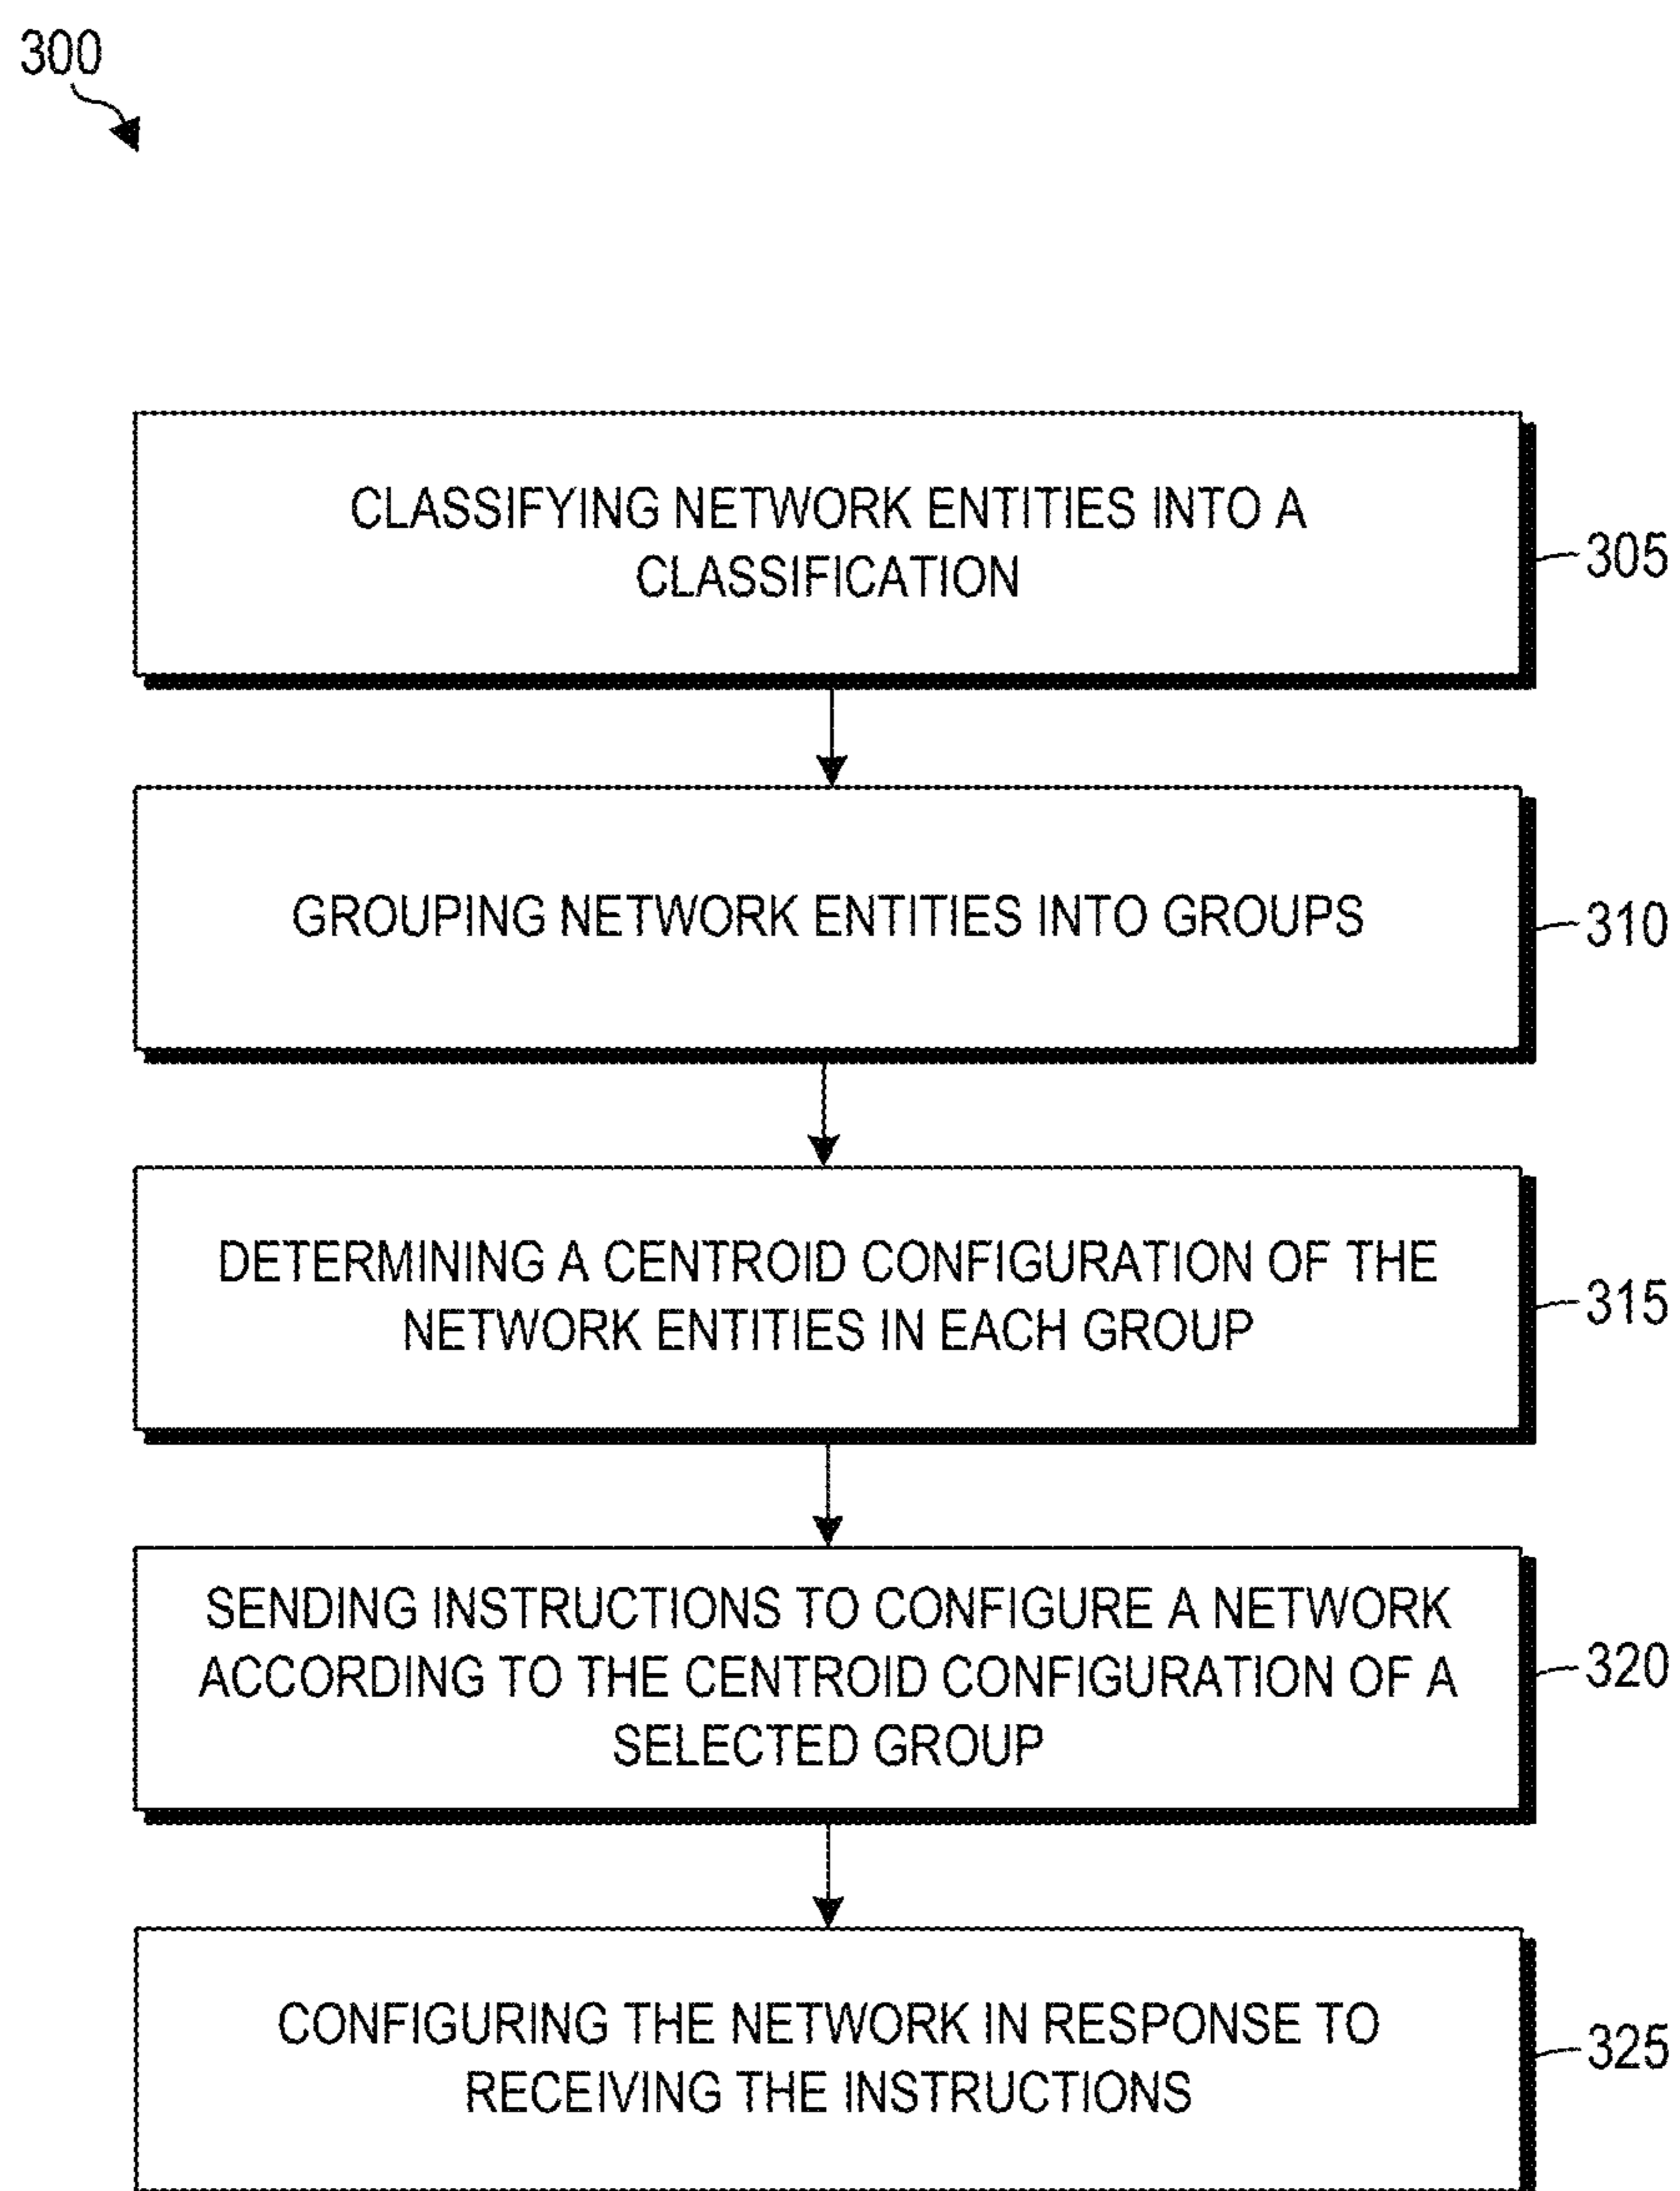 300
CLASSIFYING NETWORK ENTITIES INTO A
CLASSIFICATION
305
GROUPING NETWORK ENTITIES INTO GROUPS
310
DETERMINING A CENTROID CONFIGURATION OF THE
NETWORK ENTITIES IN EACH GROUP
315
SENDING INSTRUCTIONS TO CONFIGURE A NETWORK
ACCORDING TO THE CENTROID CONFIGURATION OF A
SELECTED GROUP
320
CONFIGURING THE NETWORK IN RESPONSE TO
RECEIVING THE INSTRUCTIONS
325